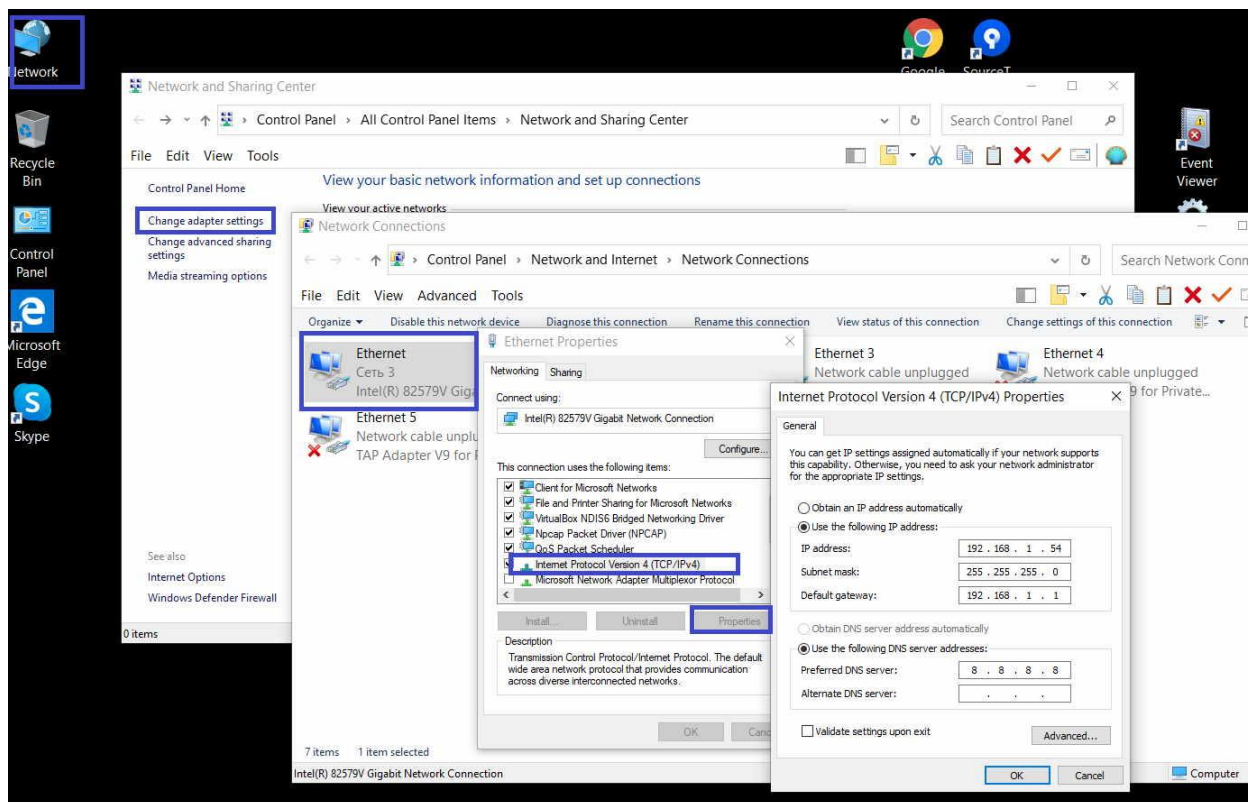 Network
Recycle
Bin
Control
Panel
Microsoft
Edge
Skype
Google
SourceT
Event
Viewer
Network and Sharing Center
Control Panel › All Control Panel Items › Network and Sharing Center
Search Control Panel
File Edit View Tools
Control Panel Home
Change adapter settings
Change advanced sharing
settings
Media streaming options
See also
Internet Options
Windows Defender Firewall
0 items
View your basic network information and set up connections
View your active networks
Network Connections
Control Panel › Network and Internet › Network Connections
Search Network Conn
File Edit View Advanced Tools
Organize Disable this network device Diagnose this connection Rename this connection View status of this connection Change settings of this connection
Ethernet
Сеть 3
Intel(R) 82579V Giga
Ethernet 5
Network cable unplu
TAP Adapter V9 for P
Ethernet 3
Network cable unplugged
Ethernet 4
Network cable unplugged
9 for Private...
7 items 1 item selected
Intel(R) 82579V Gigabit Network Connection
Computer
Ethernet Properties
Networking Sharing
Connect using:
Intel(R) 82579V Gigabit Network Connection
Configure...
This connection uses the following items:
Client for Microsoft Networks
File and Printer Sharing for Microsoft Networks
VirtualBox NDIS6 Bridged Networking Driver
Npcap Packet Driver (NPCAP)
QoS Packet Scheduler
Internet Protocol Version 4 (TCP/IPv4)
Microsoft Network Adapter Multiplexor Protocol
Install... Uninstall Properties
Description
Transmission Control Protocol/Internet Protocol. The default
wide area network protocol that provides communication
across diverse interconnected networks.
OK Canc
Internet Protocol Version 4 (TCP/IPv4) Properties
General
You can get IP settings assigned automatically if your network supports
this capability. Otherwise, you need to ask your network administrator
for the appropriate IP settings.
Obtain an IP address automatically
Use the following IP address:
IP address: 192 . 168 . 1 . 54
Subnet mask: 255 . 255 . 255 . 0
Default gateway: 192 . 168 . 1 . 1
Obtain DNS server address automatically
Use the following DNS server addresses:
Preferred DNS server: 8 . 8 . 8 . 8
Alternate DNS server: . . .
Validate settings upon exit
Advanced...
OK Cancel